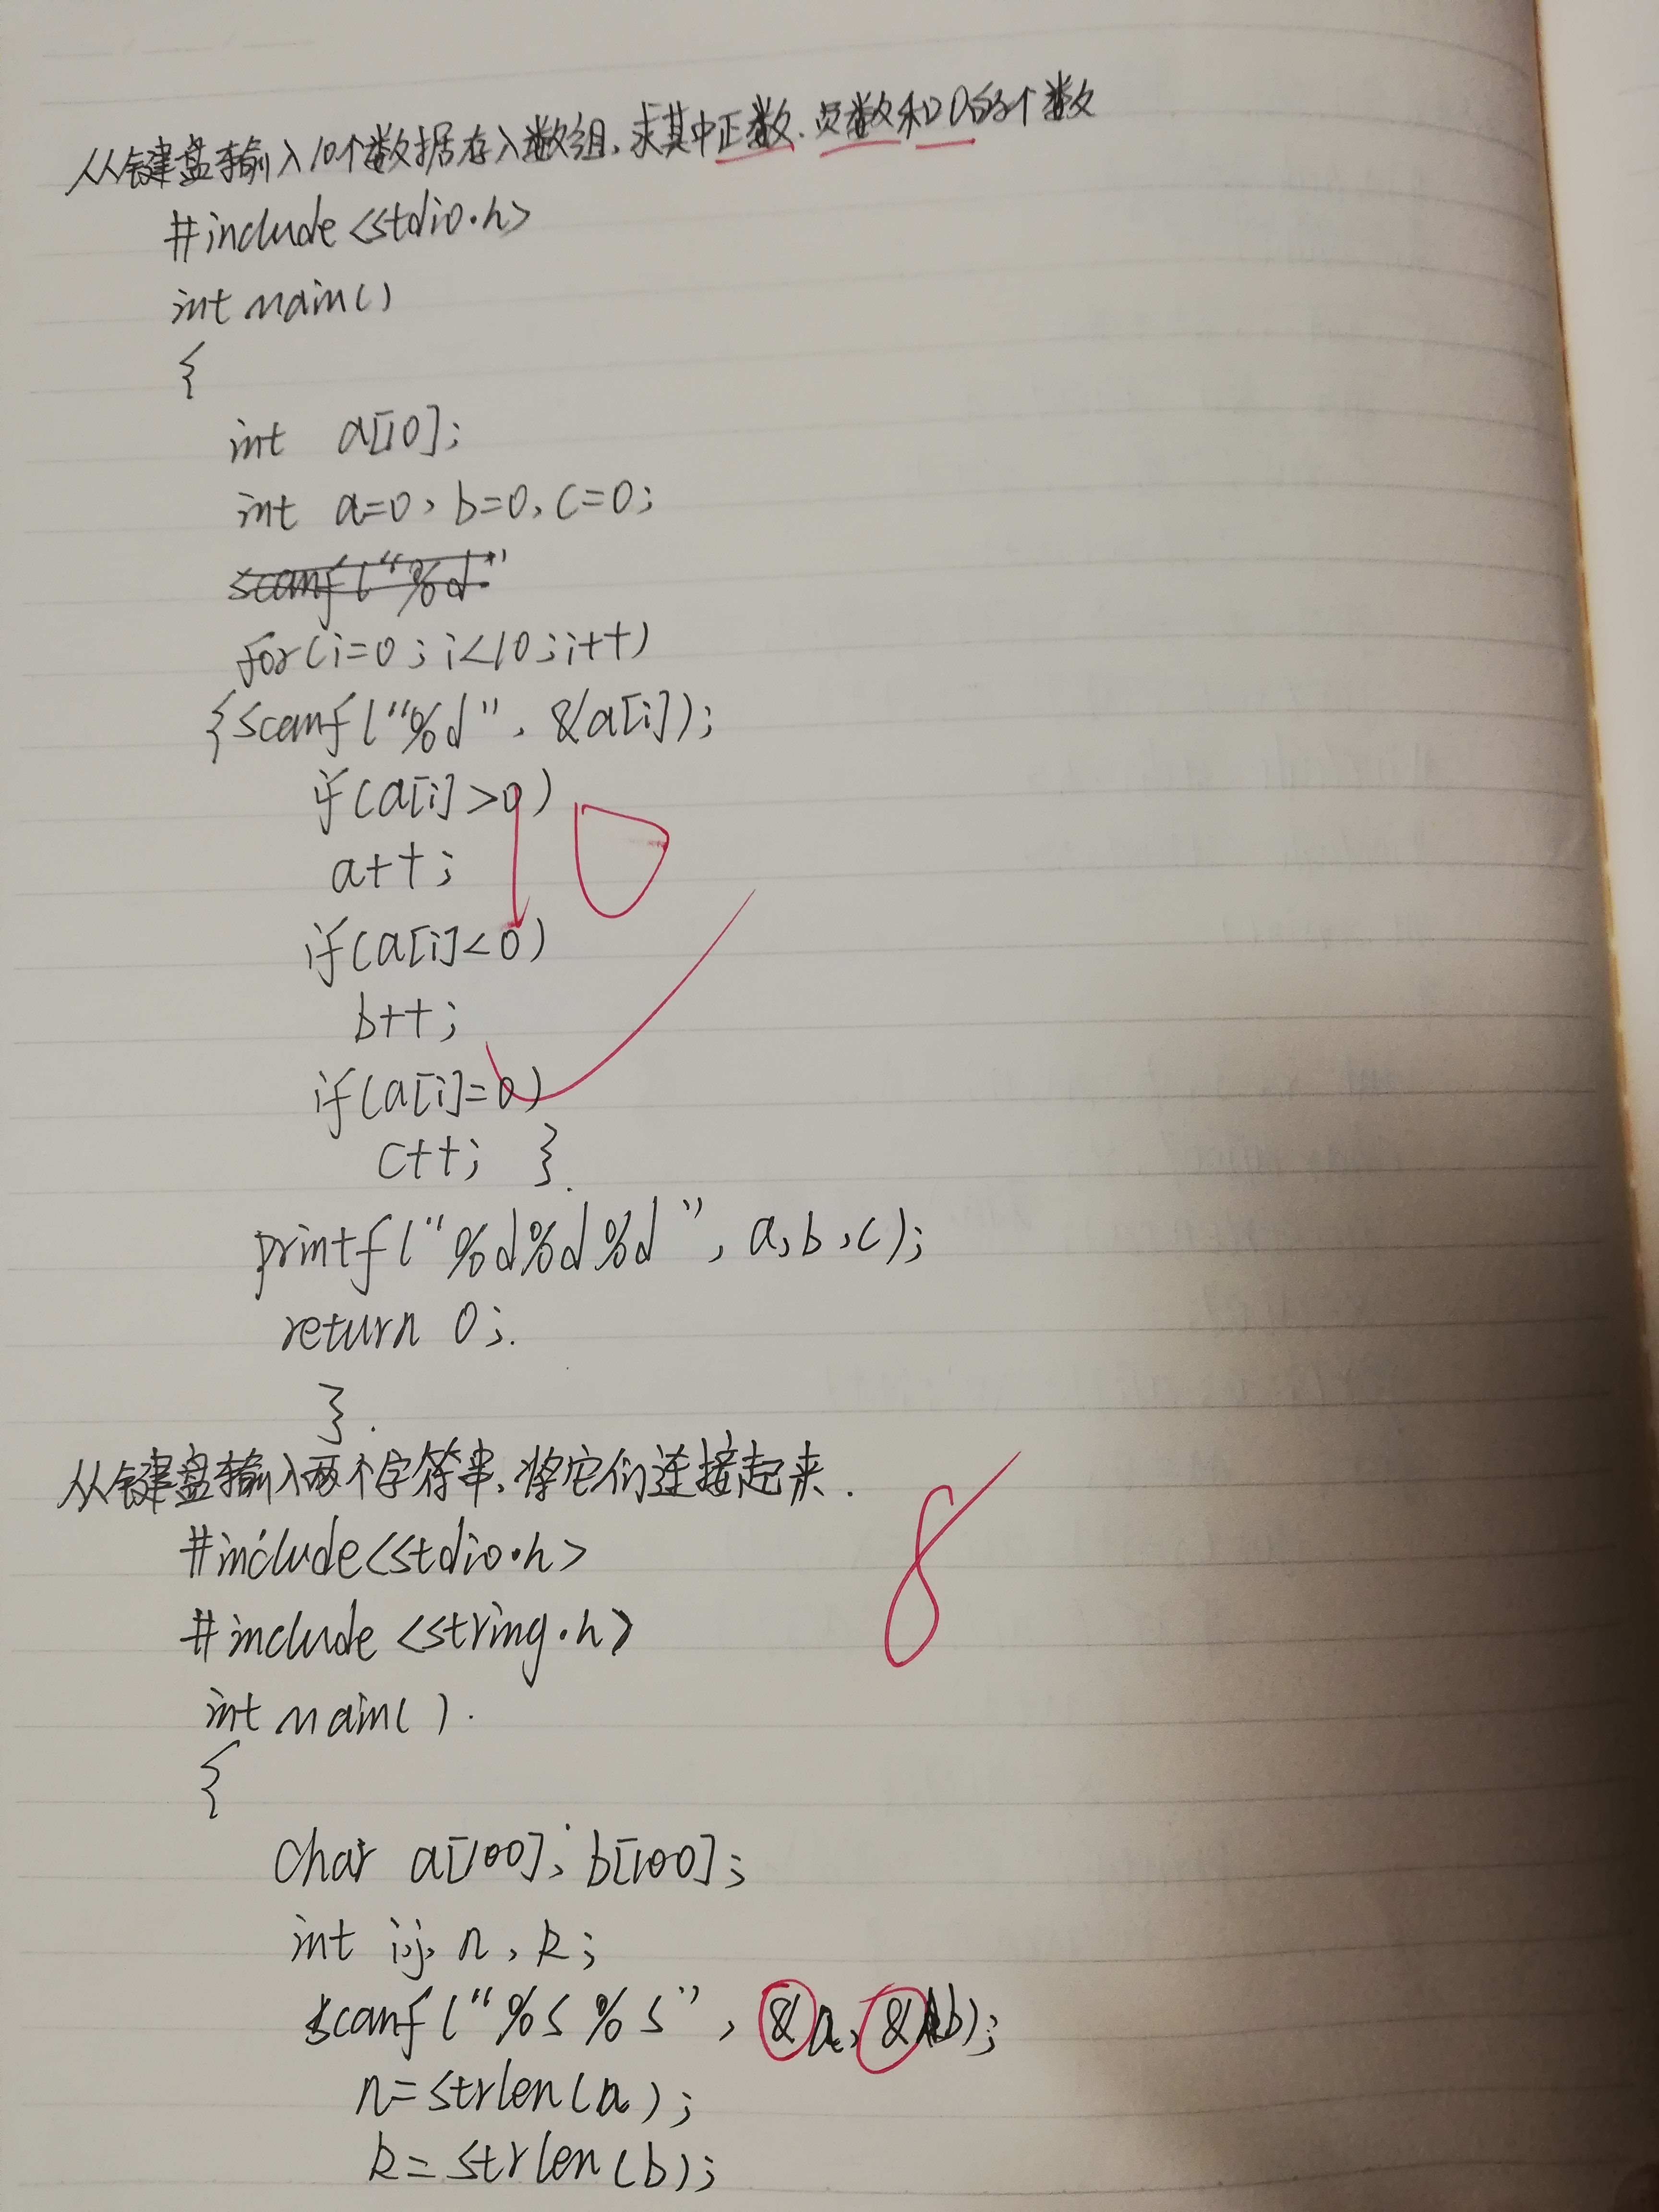 从键盘输入10个数据存入数组,求其中正数、负数和0的个数
#include<stdio.h>
int main()
{
int a[10];
int a=0,b=0,c=0;
scanf("%d"
for(i=0;i<10;i++)
{scanf("%d",&a[i]);
if(a[i]>0)
a++;
if(a[i]<0)
b++;
if(a[i]=0)
c++; }
10
printf("%d%d%d",a,b,c);
return 0;
}
从键盘输入两个字符串,将它们连接起来.
8
#include<stdio.h>
#include<string.h>
int main()
{
char a[100];b[100];
int i,j,n,k;
scanf("%s%s",&a,&b);
n=strlen(a);
k=strlen(b);